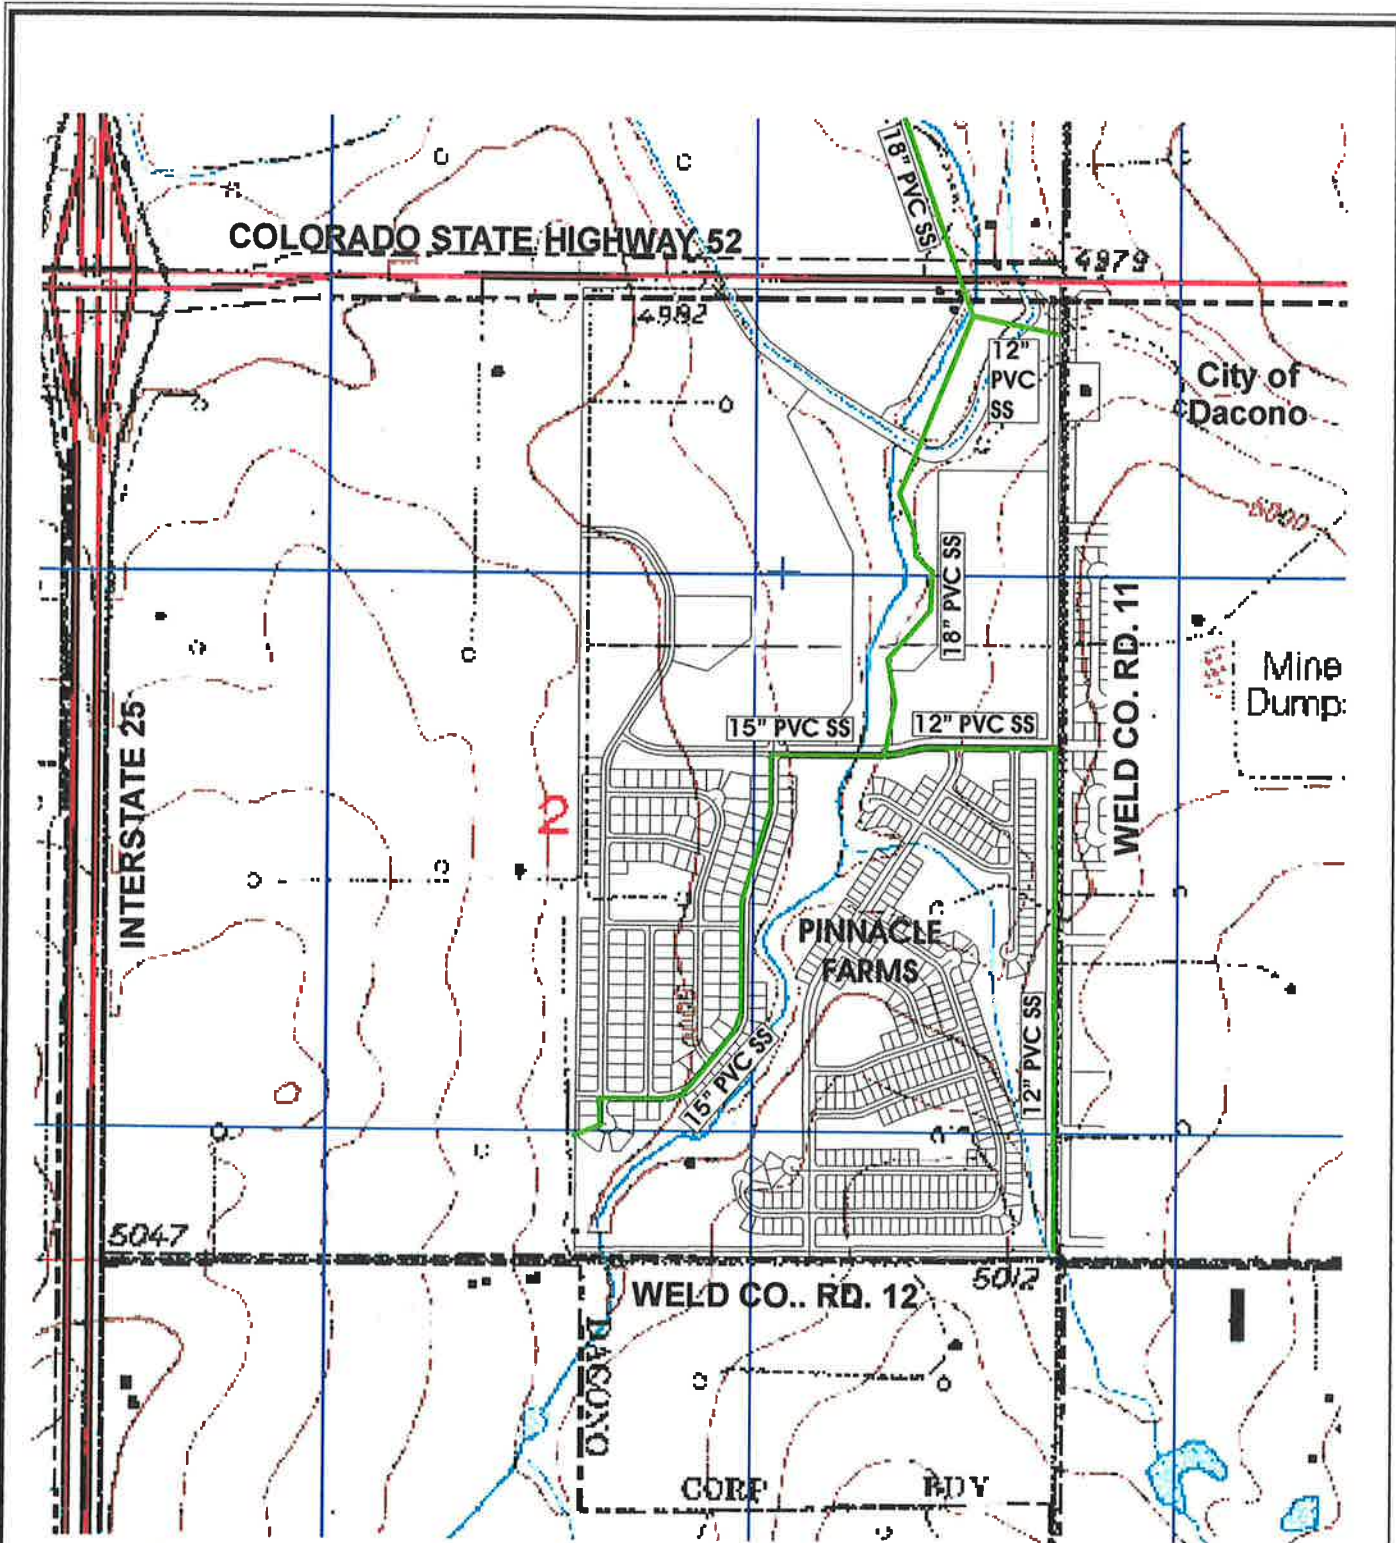 18" PVC SS
COLORADO STATE HIGHWAY 52
4979
4982
12"
PVC
SS
City of
Dacono
18" PVC SS
WELD CO. RD. 11
Mine
Dump
INTERSTATE 25
15" PVC SS
12" PVC SS
2
PINNACLE
FARMS
15" PVC SS
12" PVC SS
5047
5012
WELD CO.. RD. 12
DACONO
CORP BDY